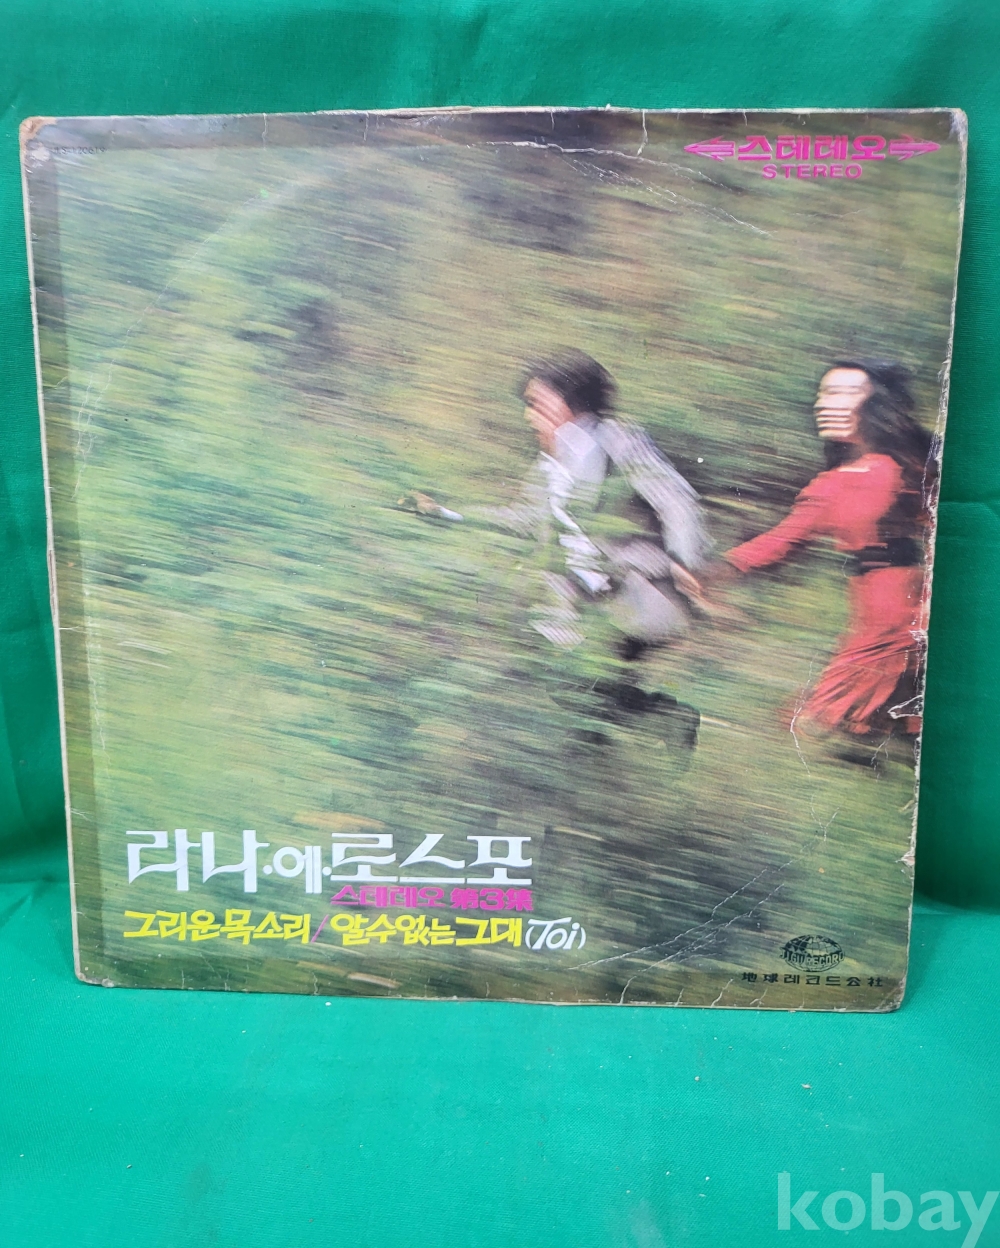 스테레오
STEREO
라나·에·로스포
스테레오 第3集
그리운 목소리/알수없는 그대(Toi)
JIGU RECORD
地球레코드公社
kobay